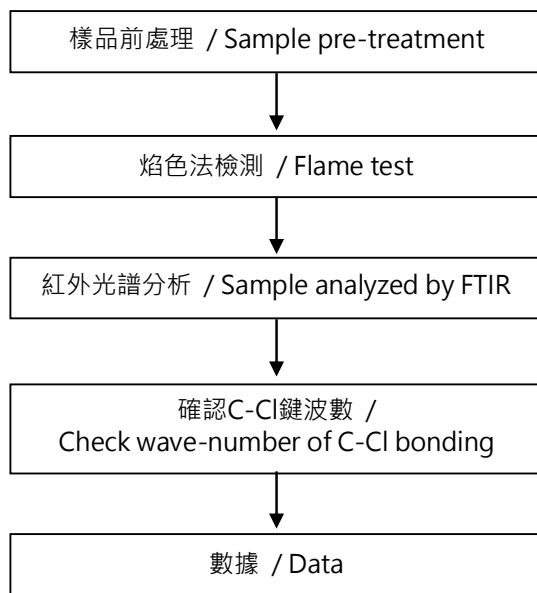 樣品前處理 / Sample pre-treatment
焰色法檢測 / Flame test
紅外光譜分析 / Sample analyzed by FTIR
確認C-Cl鍵波數 /
Check wave-number of C-Cl bonding
數據 / Data